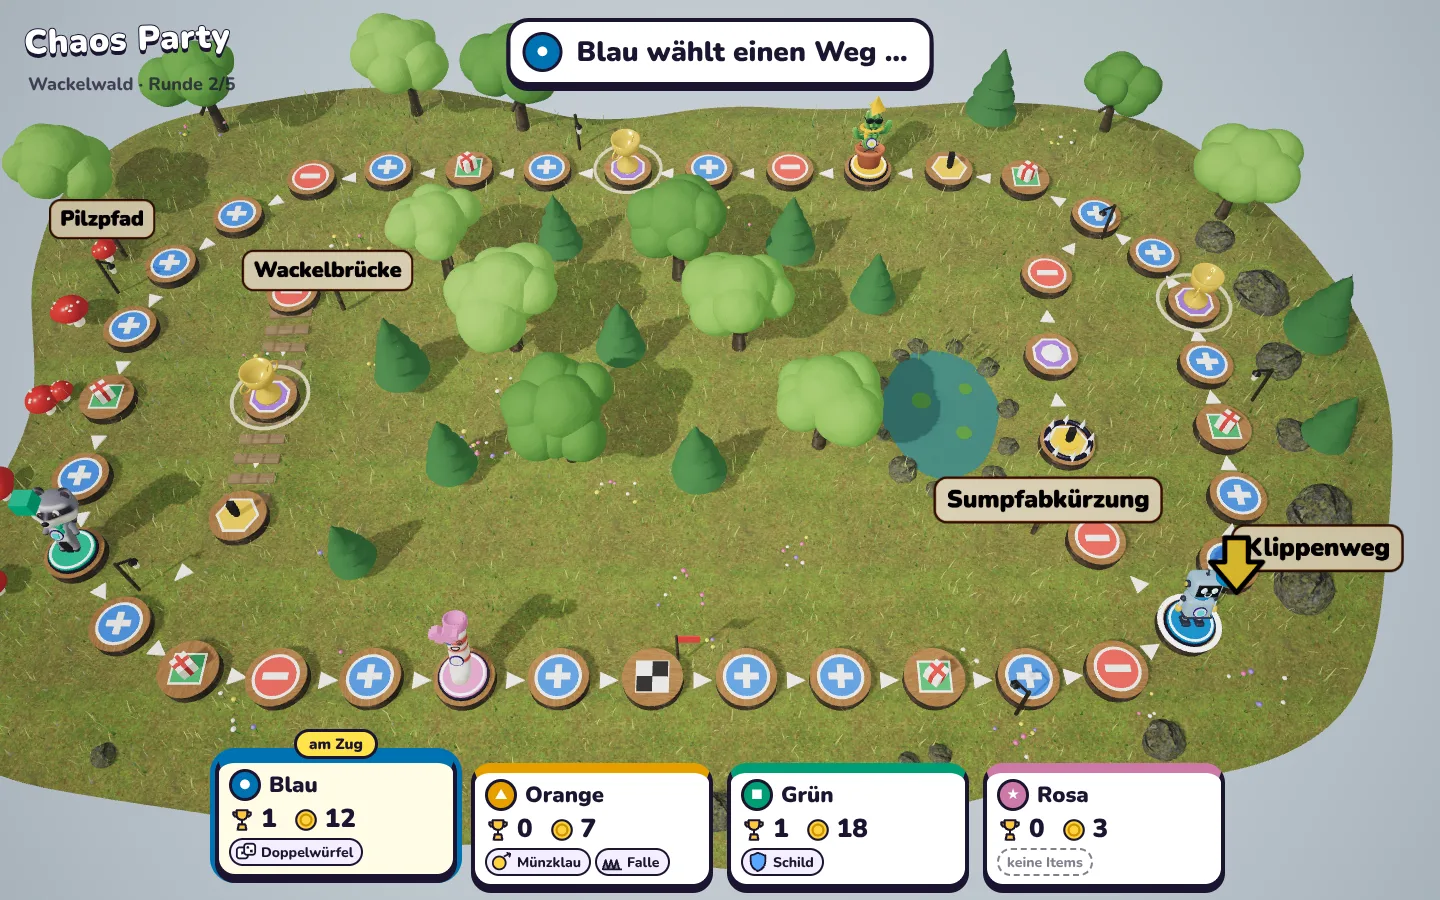 Chaos Party
Wackelwald · Runde 2/5
Blau wählt einen Weg ...
Pilzpfad
Wackelbrücke
Sumpfabkürzung
Klippenweg
am Zug
Blau
1 12
Doppelwürfel
Orange
0 7
Münzklau Falle
Grün
1 18
Schild
Rosa
0 3
keine Items